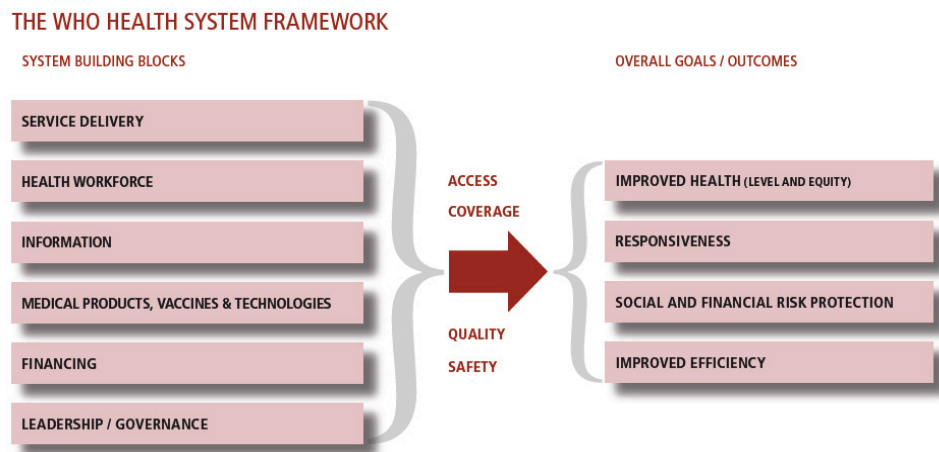 THE WHO HEALTH SYSTEM FRAMEWORK
SYSTEM BUILDING BLOCKS
SERVICE DELIVERY
HEALTH WORKFORCE
INFORMATION
MEDICAL PRODUCTS, VACCINES & TECHNOLOGIES
FINANCING
LEADERSHIP / GOVERNANCE
ACCESS
COVERAGE
QUALITY
SAFETY
OVERALL GOALS / OUTCOMES
IMPROVED HEALTH (LEVEL AND EQUITY)
RESPONSIVENESS
SOCIAL AND FINANCIAL RISK PROTECTION
IMPROVED EFFICIENCY